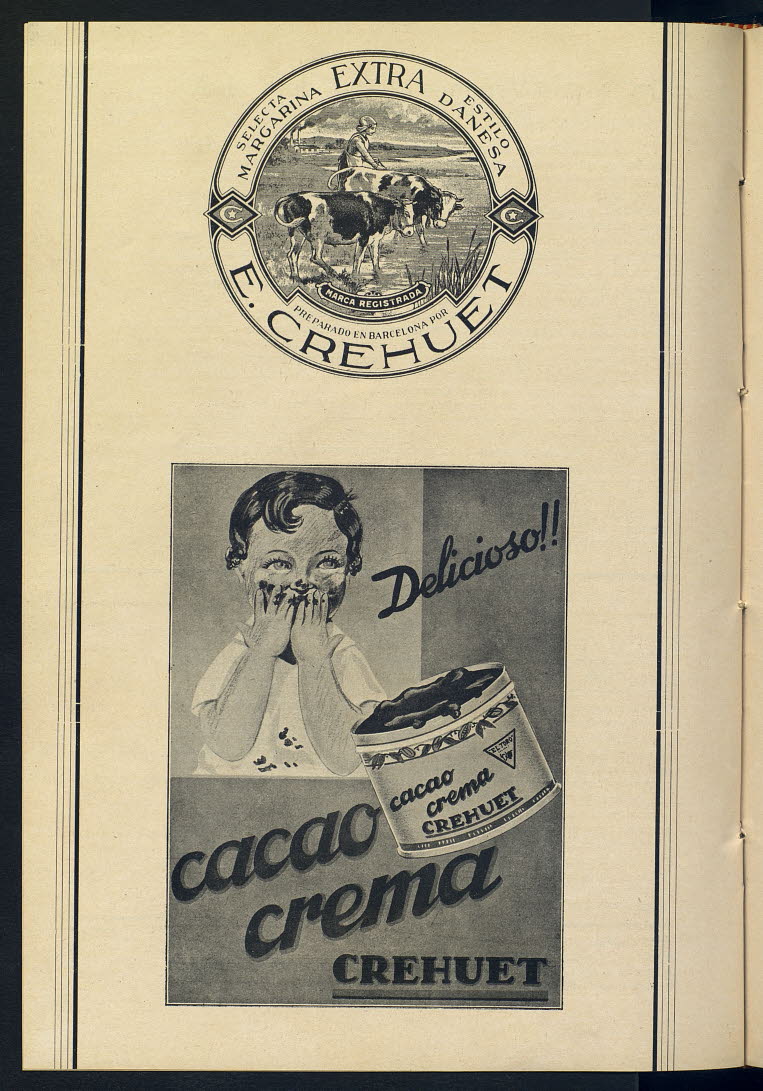 EXTRA
SELECTA
MARGARINA
ESTILO
DANESA
MARCA REGISTRADA
PREPARADO EN BARCELONA POR
E. CREHUET
Delicioso!!
cacao
crema
CREHUET
cacao
crema
CREHUET